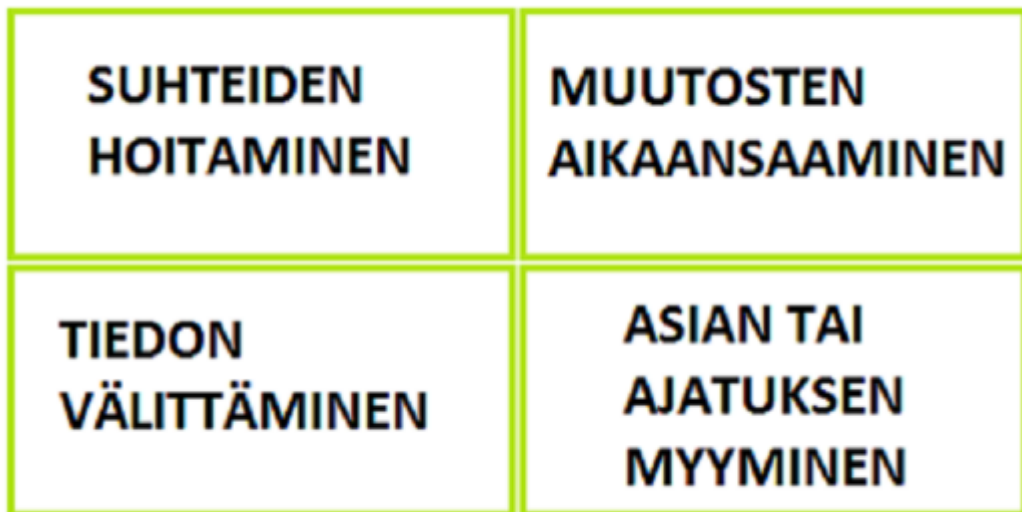 SUHTEIDEN
HOITAMINEN
MUUTOSTEN
AIKAANSAAMINEN
TIEDON
VÄLITTÄMINEN
ASIAN TAI
AJATUKSEN
MYYMINEN